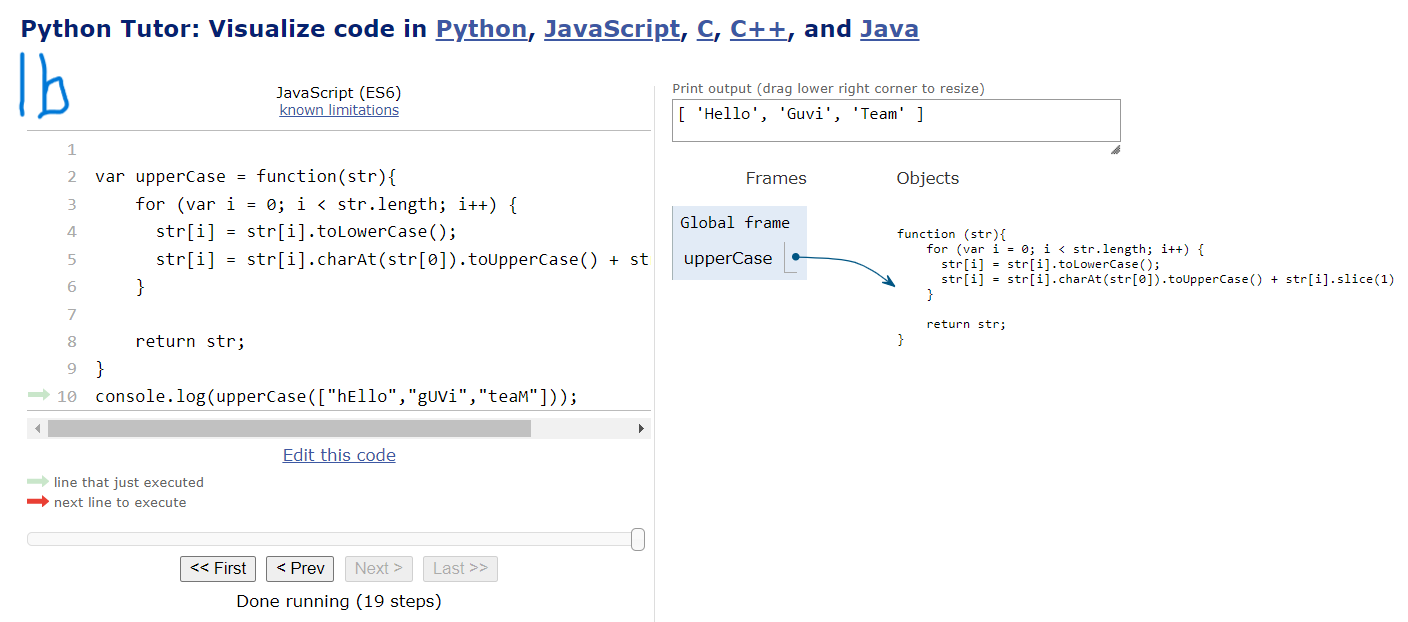 Python Tutor: Visualize code in Python, JavaScript, C, C++, and Java
1b
JavaScript (ES6)
known limitations
1
2 var upperCase = function(str){
3 for (var i = 0; i < str.length; i++) {
4 str[i] = str[i].toLowerCase();
5 str[i] = str[i].charAt(str[0]).toUpperCase() + st
6 }
7
8 return str;
9 }
10 console.log(upperCase(["hEllo","gUVi","teaM"]));
Edit this code
line that just executed
next line to execute
<< First < Prev Next > Last >>
Done running (19 steps)
Print output (drag lower right corner to resize)
[ 'Hello', 'Guvi', 'Team' ]
Frames Objects
Global frame
upperCase
function (str){
for (var i = 0; i < str.length; i++) {
str[i] = str[i].toLowerCase();
str[i] = str[i].charAt(str[0]).toUpperCase() + str[i].slice(1)
}
return str;
}